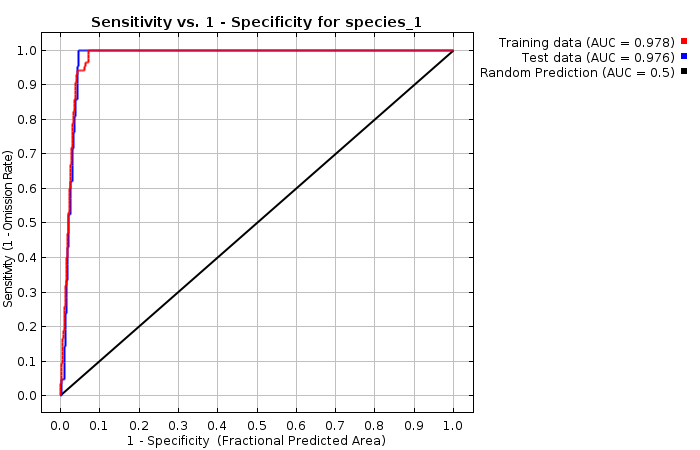 Sensitivity vs. 1 - Specificity for species_1
Training data (AUC = 0.978)
Test data (AUC = 0.976)
Random Prediction (AUC = 0.5)
Sensitivity (1 - Omission Rate)
1.0
0.9
0.8
0.7
0.6
0.5
0.4
0.3
0.2
0.1
0.0
0.0 0.1 0.2 0.3 0.4 0.5 0.6 0.7 0.8 0.9 1.0
1 - Specificity (Fractional Predicted Area)